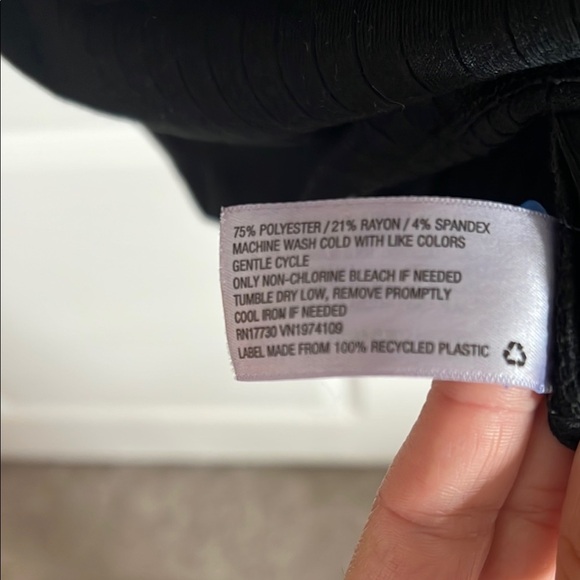 75% POLYESTER / 21% RAYON / 4% SPANDEX
MACHINE WASH COLD WITH LIKE COLORS
GENTLE CYCLE
ONLY NON-CHLORINE BLEACH IF NEEDED
TUMBLE DRY LOW, REMOVE PROMPTLY
COOL IRON IF NEEDED
RN17730 VN1974109
LABEL MADE FROM 100% RECYCLED PLASTIC